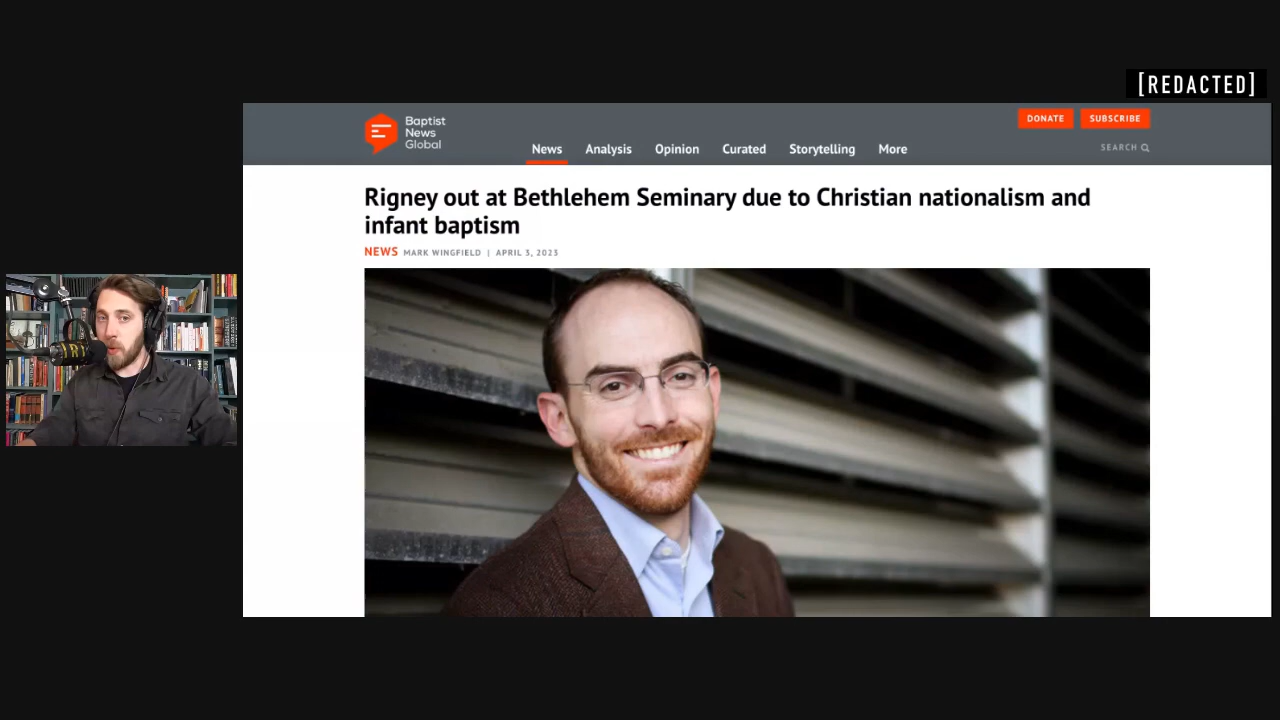 [REDACTED]
Baptist
News
Global
DONATE
SUBSCRIBE
News
Analysis
Opinion
Curated
Storytelling
More
SEARCH
Rigney out at Bethlehem Seminary due to Christian nationalism and
infant baptism
NEWS MARK WINGFIELD | APRIL 3, 2023